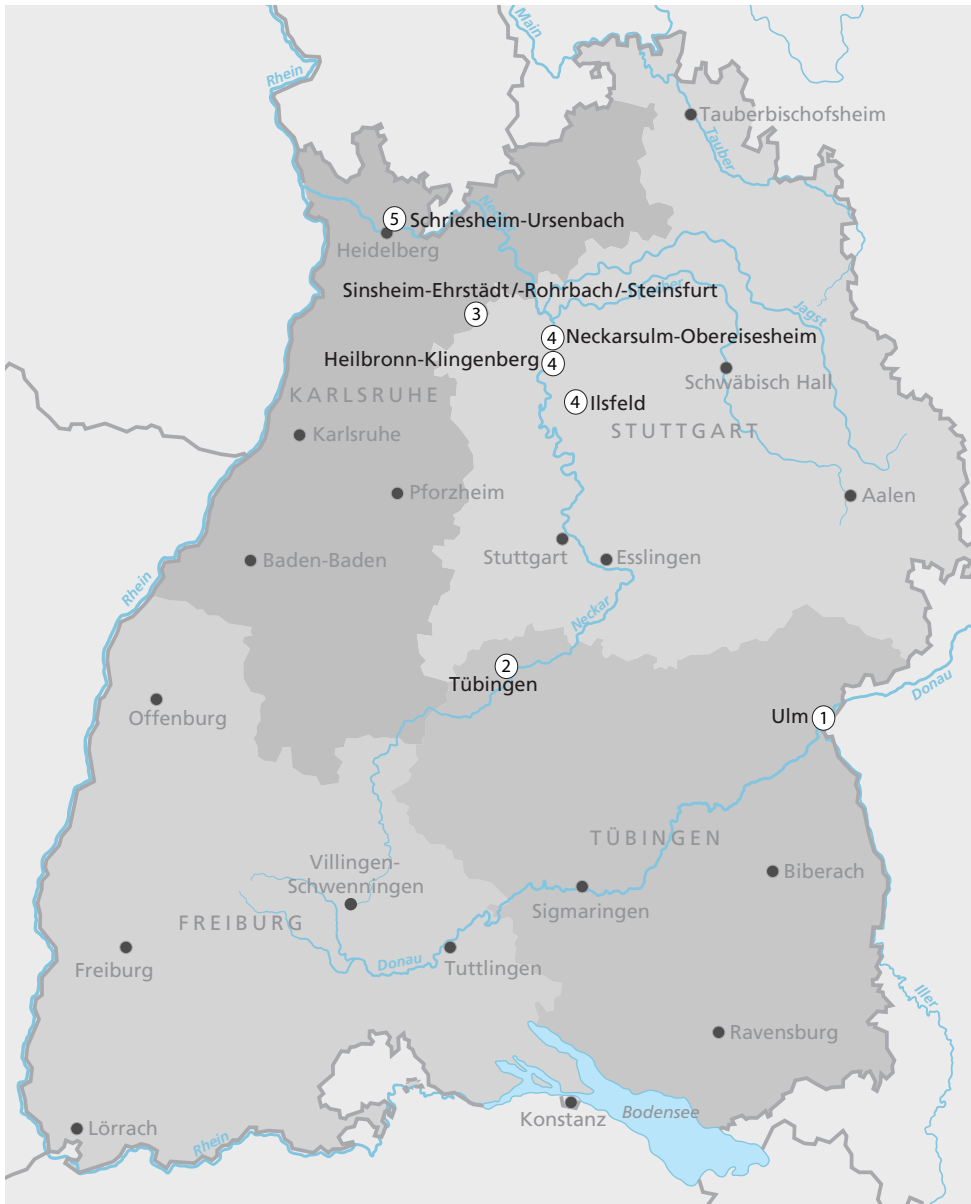 Main
Rhein
Tauberbischofsheim
Tauber
5 Schriesheim-Ursenbach
Heidelberg
Sinsheim-Ehrstädt/-Rohrbach/-Steinsfurt
3
Jagst
4 Neckarsulm-Obereisesheim
Heilbronn-Klingenberg 4
Schwäbisch Hall
KARLSRUHE
4 Ilsfeld
STUTTGART
Karlsruhe
Pforzheim
Aalen
Stuttgart
Esslingen
Baden-Baden
Rhein
Neckar
2
Tübingen
Donau
Offenburg
Ulm 1
TÜBINGEN
Villingen-
Schwenningen
Biberach
Sigmaringen
FREIBURG
Freiburg
Donau
Tuttlingen
Iller
Ravensburg
Konstanz
Bodensee
Lörrach
Rhein